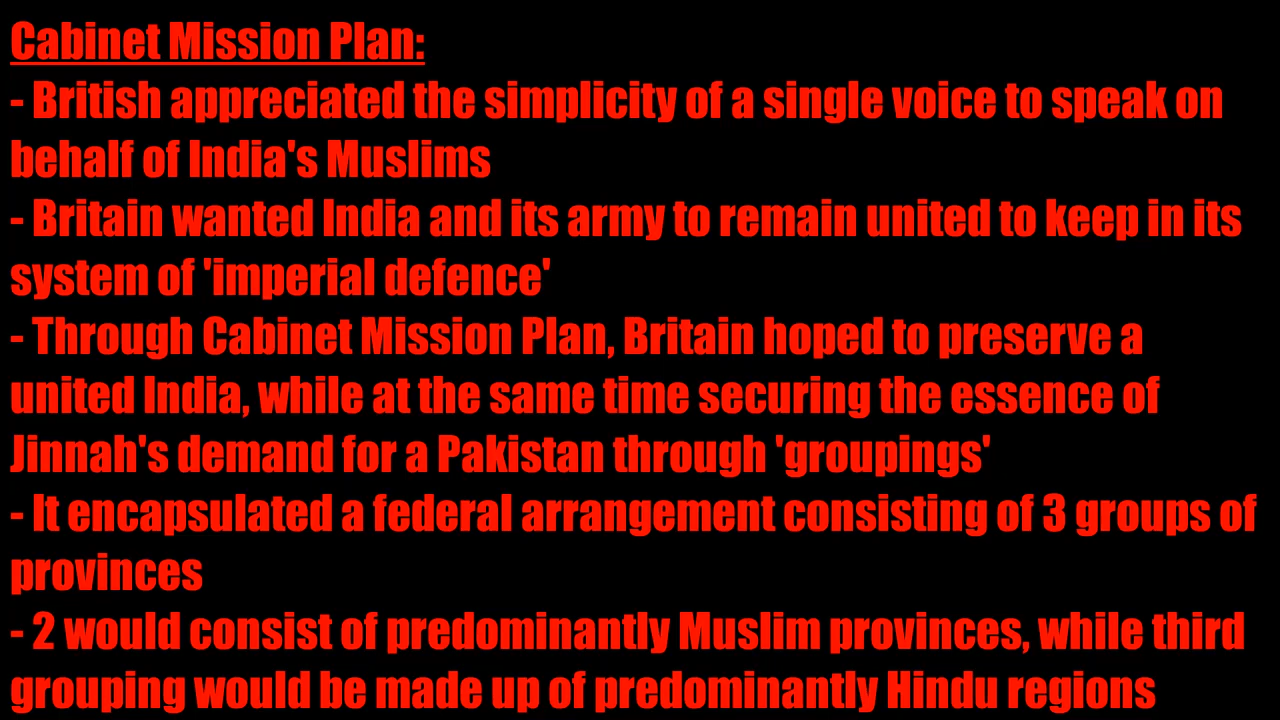 Cabinet Mission Plan:
- British appreciated the simplicity of a single voice to speak on
behalf of India's Muslims
- Britain wanted India and its army to remain united to keep in its
system of 'imperial defence'
- Through Cabinet Mission Plan, Britain hoped to preserve a
united India, while at the same time securing the essence of
Jinnah's demand for a Pakistan through 'groupings'
- It encapsulated a federal arrangement consisting of 3 groups of
provinces
- 2 would consist of predominantly Muslim provinces, while third
grouping would be made up of predominantly Hindu regions